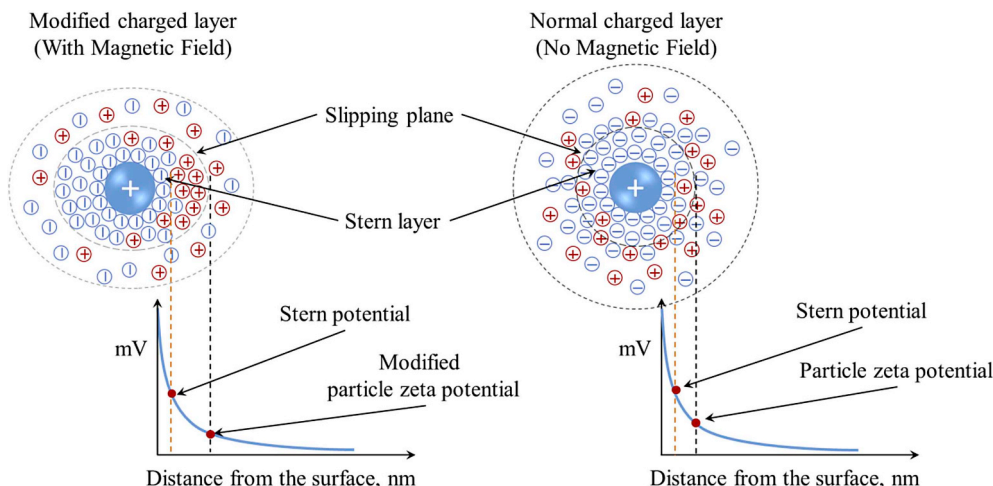 Modified charged layer
(With Magnetic Field)
Normal charged layer
(No Magnetic Field)
Slipping plane
Stern layer
mV
Stern potential
Modified
particle zeta potential
Distance from the surface, nm
mV
Stern potential
Particle zeta potential
Distance from the surface, nm